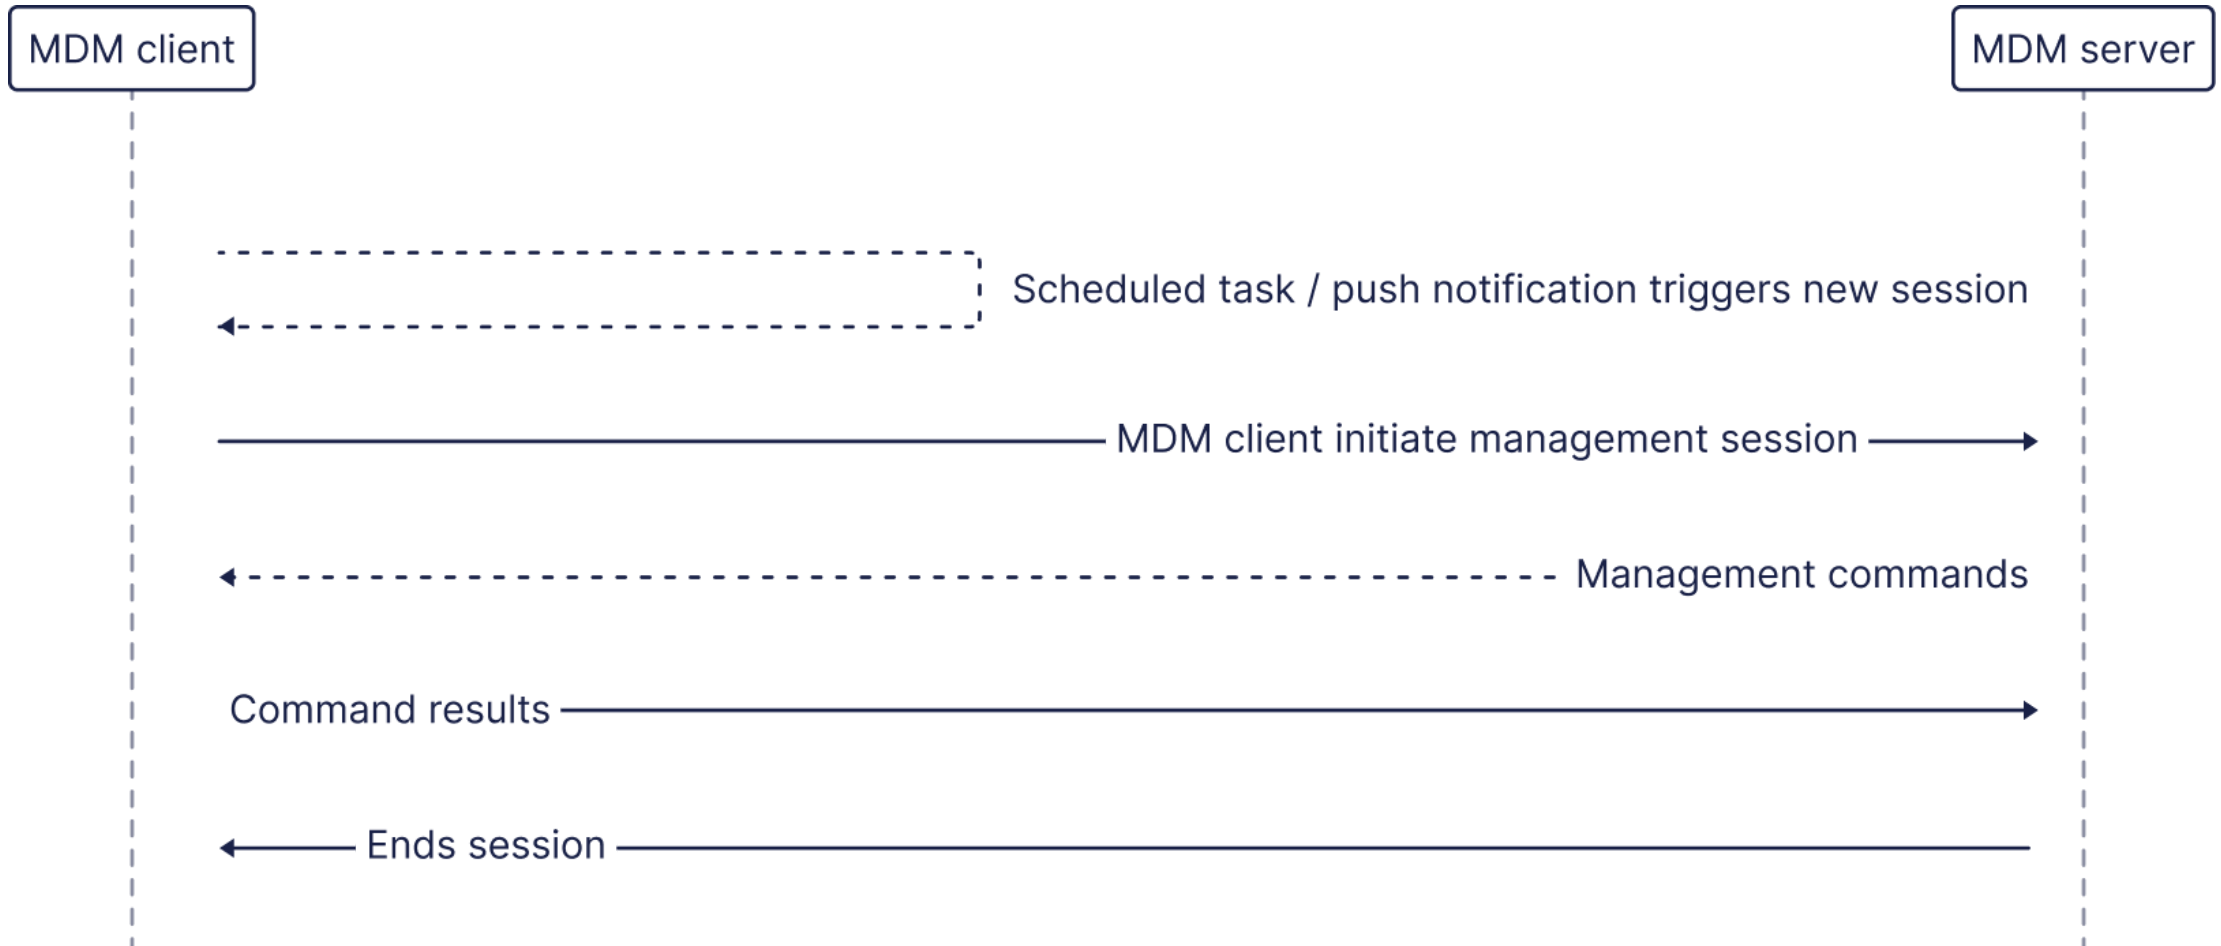 MDM client
MDM server
Scheduled task / push notification triggers new session
MDM client initiate management session
Management commands
Command results
Ends session